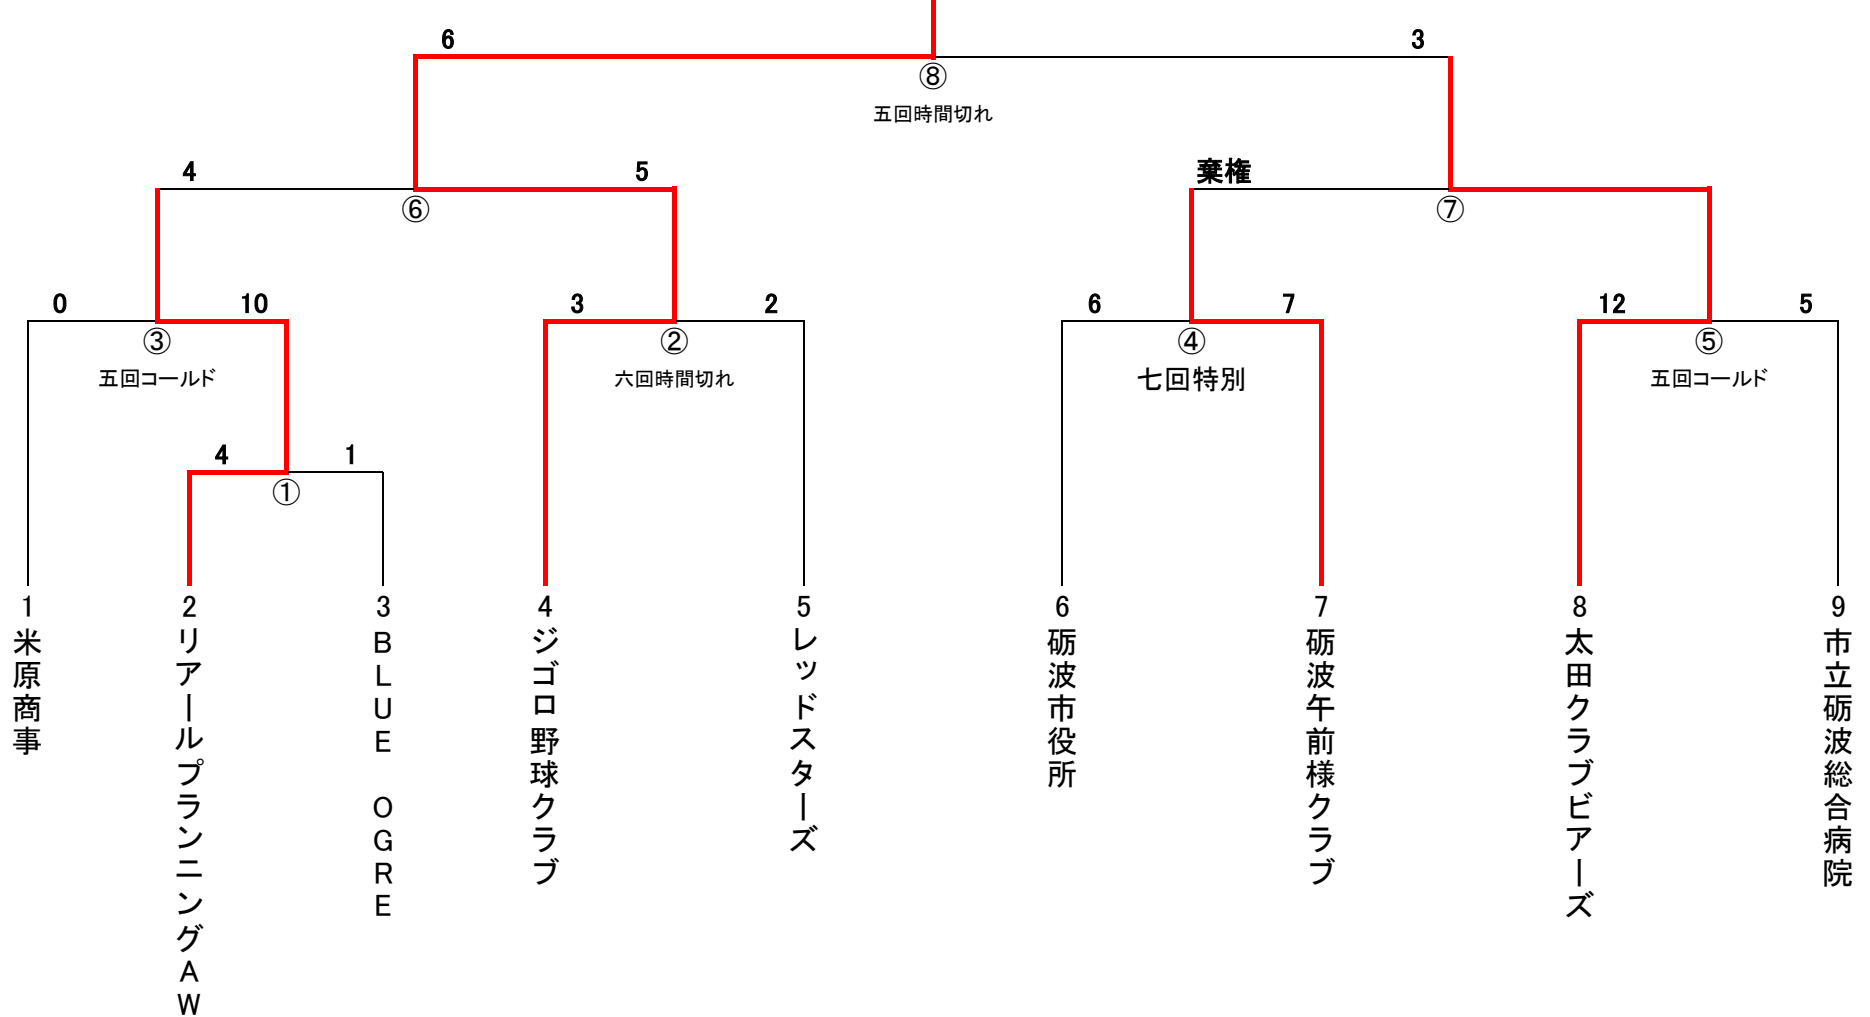 6
3
⑧
五回時間切れ
4
5
棄権
⑥
⑦
0
10
3
2
6
7
12
5
③
②
④
⑤
五回コールド
六回時間切れ
七回特別
五回コールド
4
1
①
1
米原商事
2
リアールプランニングAW
3
BLUE OGRE
4
ジゴロ野球クラブ
5
レッドスターズ
6
砺波市役所
7
砺波午前様クラブ
8
太田クラブビアーズ
9
市立砺波総合病院